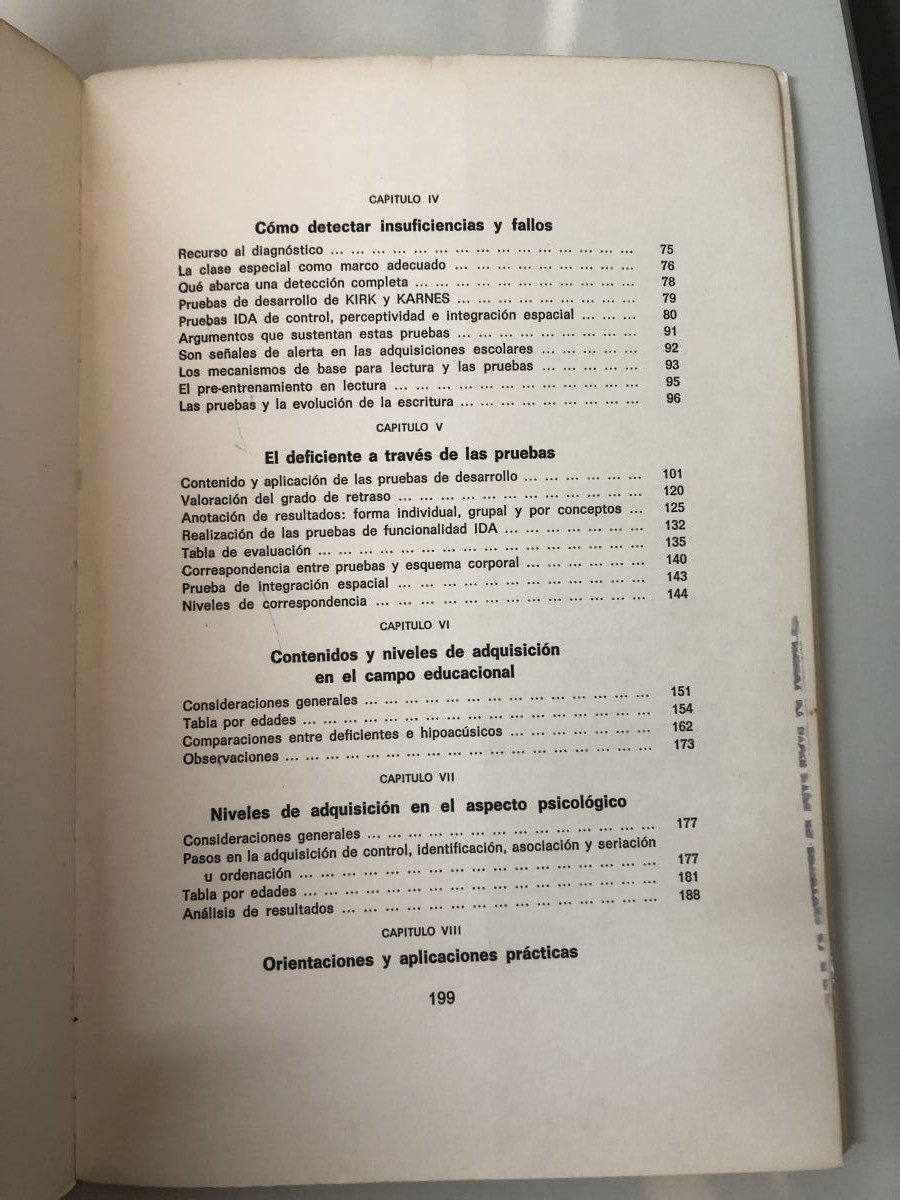 CAPITULO IV
Cómo detectar insuficiencias y fallos
Recurso al diagnóstico ... ... ... ... ... ... ... ... ... ... ... ... ... ... 75
La clase especial como marco adecuado ... ... ... ... ... ... ... ... 76
Qué abarca una detección completa ... ... ... ... ... ... ... ... ... 78
Pruebas de desarrollo de KIRK y KARNES ... ... ... ... ... ... ... ... 79
Pruebas IDA de control, perceptividad e integración espacial ... ... ... 80
Argumentos que sustentan estas pruebas ... ... ... ... ... ... ... ... 91
Son señales de alerta en las adquisiciones escolares ... ... ... ... ... 92
Los mecanismos de base para lectura y las pruebas ... ... ... ... ... 93
El pre-entrenamiento en lectura ... ... ... ... ... ... ... ... ... ... ... 95
Las pruebas y la evolución de la escritura ... ... ... ... ... ... ... ... 96
CAPITULO V
El deficiente a través de las pruebas
Contenido y aplicación de las pruebas de desarrollo ... ... ... ... ... ... 101
Valoración del grado de retraso ... ... ... ... ... ... ... ... ... ... ... 120
Anotación de resultados: forma individual, grupal y por conceptos ... 125
Realización de las pruebas de funcionalidad IDA ... ... ... ... ... ... 132
Tabla de evaluación ... ... ... ... ... ... ... ... ... ... ... ... ... ... 135
Correspondencia entre pruebas y esquema corporal ... ... ... ... ... ... 140
Prueba de integración espacial ... ... ... ... ... ... ... ... ... ... ... 143
Niveles de correspondencia ... ... ... ... ... ... ... ... ... ... ... ... 144
CAPITULO VI
Contenidos y niveles de adquisición
en el campo educacional
Consideraciones generales ... ... ... ... ... ... ... ... ... ... ... ... 151
Tabla por edades ... ... ... ... ... ... ... ... ... ... ... ... ... ... ... 154
Comparaciones entre deficientes e hipoacúsicos ... ... ... ... ... ... 162
Observaciones ... ... ... ... ... ... ... ... ... ... ... ... ... ... ... ... 173
CAPITULO VII
Niveles de adquisición en el aspecto psicológico
Consideraciones generales ... ... ... ... ... ... ... ... ... ... ... ... 177
Pasos en la adquisición de control, identificación, asociación y seriación
u ordenación ... ... ... ... ... ... ... ... ... ... ... ... ... ... ... 177
Tabla por edades ... ... ... ... ... ... ... ... ... ... ... ... ... ... ... 181
Análisis de resultados ... ... ... ... ... ... ... ... ... ... ... ... ... 188
CAPITULO VIII
Orientaciones y aplicaciones prácticas
199